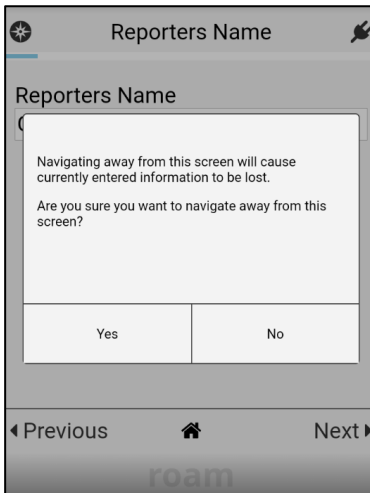 Reporters Name
Reporters Name
Navigating away from this screen will cause
currently entered information to be lost.
Are you sure you want to navigate away from this
screen?
Yes
No
Previous
Next
roam